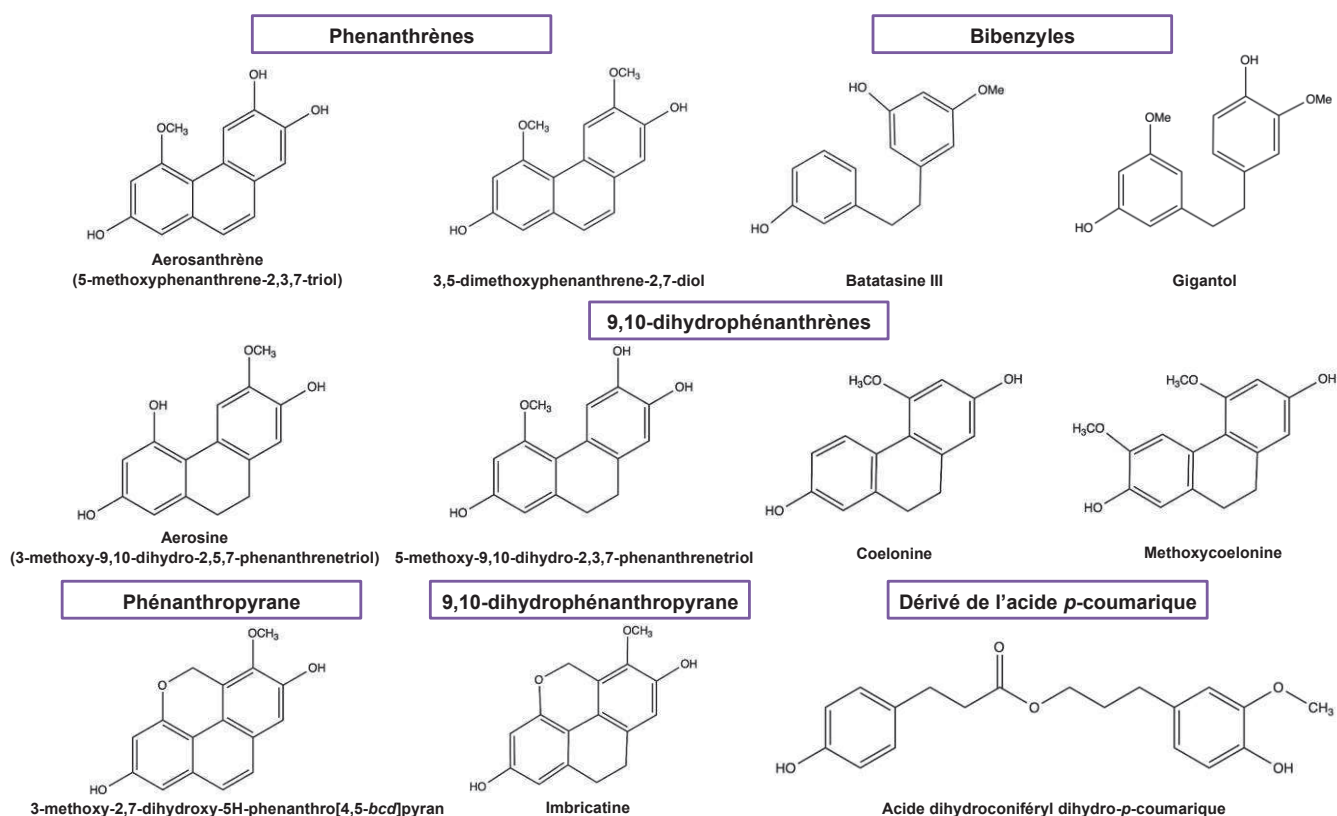 Phenanthrènes
Bibenzyles
OH
OH
OCH3
HO
Aerosanthrène
(5-methoxyphenanthrene-2,3,7-triol)
OCH3
OH
OCH3
HO
3,5-dimethoxyphenanthrene-2,7-diol
HO
OMe
HO
Batatasine III
OH
OMe
OMe
HO
Gigantol
9,10-dihydrophénanthrènes
OCH3
OH
OH
HO
Aerosine
(3-methoxy-9,10-dihydro-2,5,7-phenanthrenetriol)
OH
OH
OCH3
HO
5-methoxy-9,10-dihydro-2,3,7-phenanthrenetriol
H3CO
OH
HO
Coelonine
H3CO
OH
H3CO
HO
Methoxycoelonine
Phénanthropyrane
9,10-dihydrophénanthropyrane
Dérivé de l’acide p-coumarique
OCH3
OH
O
HO
3-methoxy-2,7-dihydroxy-5H-phenanthro[4,5-bcd]pyran
OCH3
OH
O
HO
Imbricatine
O
O
O
CH3
HO
OH
Acide dihydroconiféryl dihydro-p-coumarique